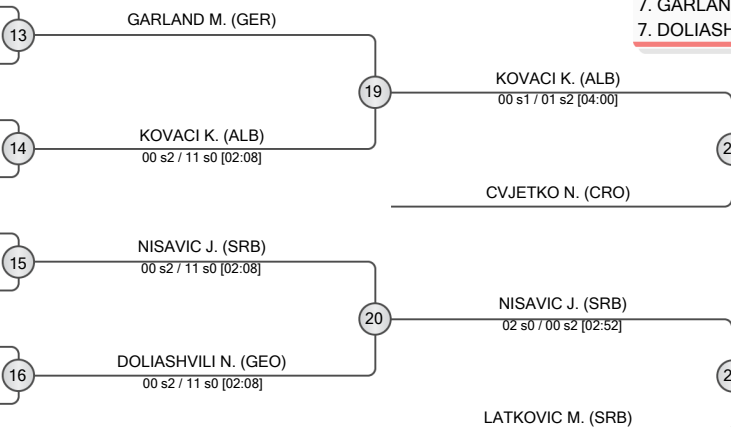 7. GARLAN
13
GARLAND M. (GER)
7. DOLIASH
19
KOVACI K. (ALB)
00 s1 / 01 s2 [04:00]
14
KOVACI K. (ALB)
00 s2 / 11 s0 [02:08]
2
CVJETKO N. (CRO)
15
NISAVIC J. (SRB)
00 s2 / 11 s0 [02:08]
20
NISAVIC J. (SRB)
02 s0 / 00 s2 [02:52]
16
DOLIASHVILI N. (GEO)
00 s2 / 11 s0 [02:08]
2
LATKOVIC M. (SRB)